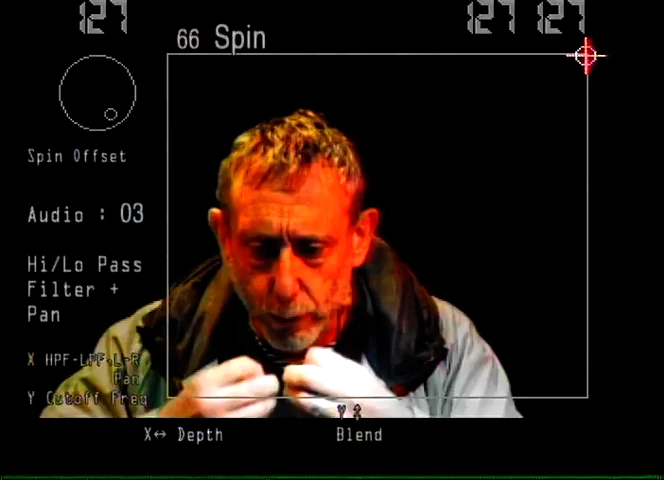 127
127 127
66 Spin
Spin Offset
Audio : 03
Hi/Lo Pass
Filter +
Pan
X HPF-LPF-L-R
Pan
Y Cutoff Freq
Y ↕
X↔ Depth
Blend